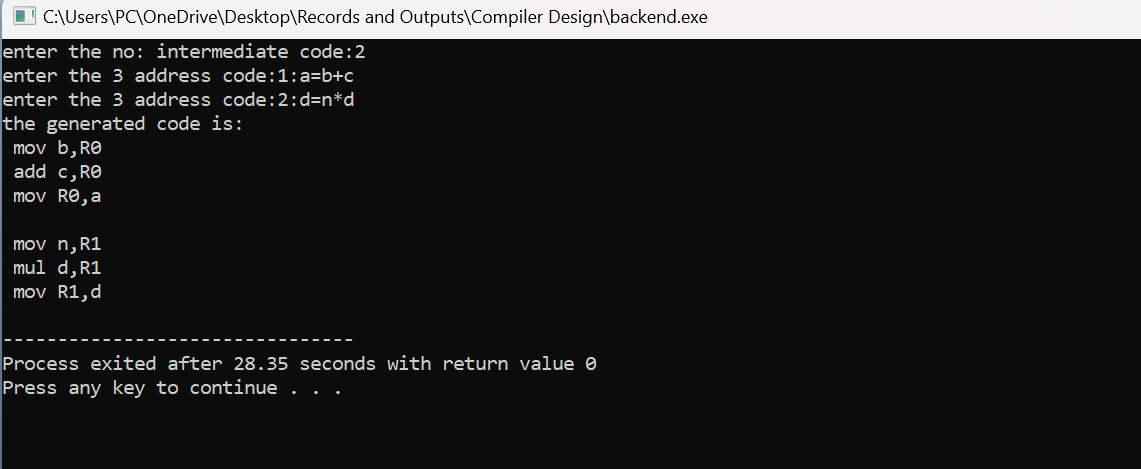 C:\Users\PC\OneDrive\Desktop\Records and Outputs\Compiler Design\backend.exe
enter the no: intermediate code:2
enter the 3 address code:1:a=b+c
enter the 3 address code:2:d=n*d
the generated code is:
mov b,R0
add c,R0
mov R0,a
mov n,R1
mul d,R1
mov R1,d
--------------------------------
Process exited after 28.35 seconds with return value 0
Press any key to continue . . .